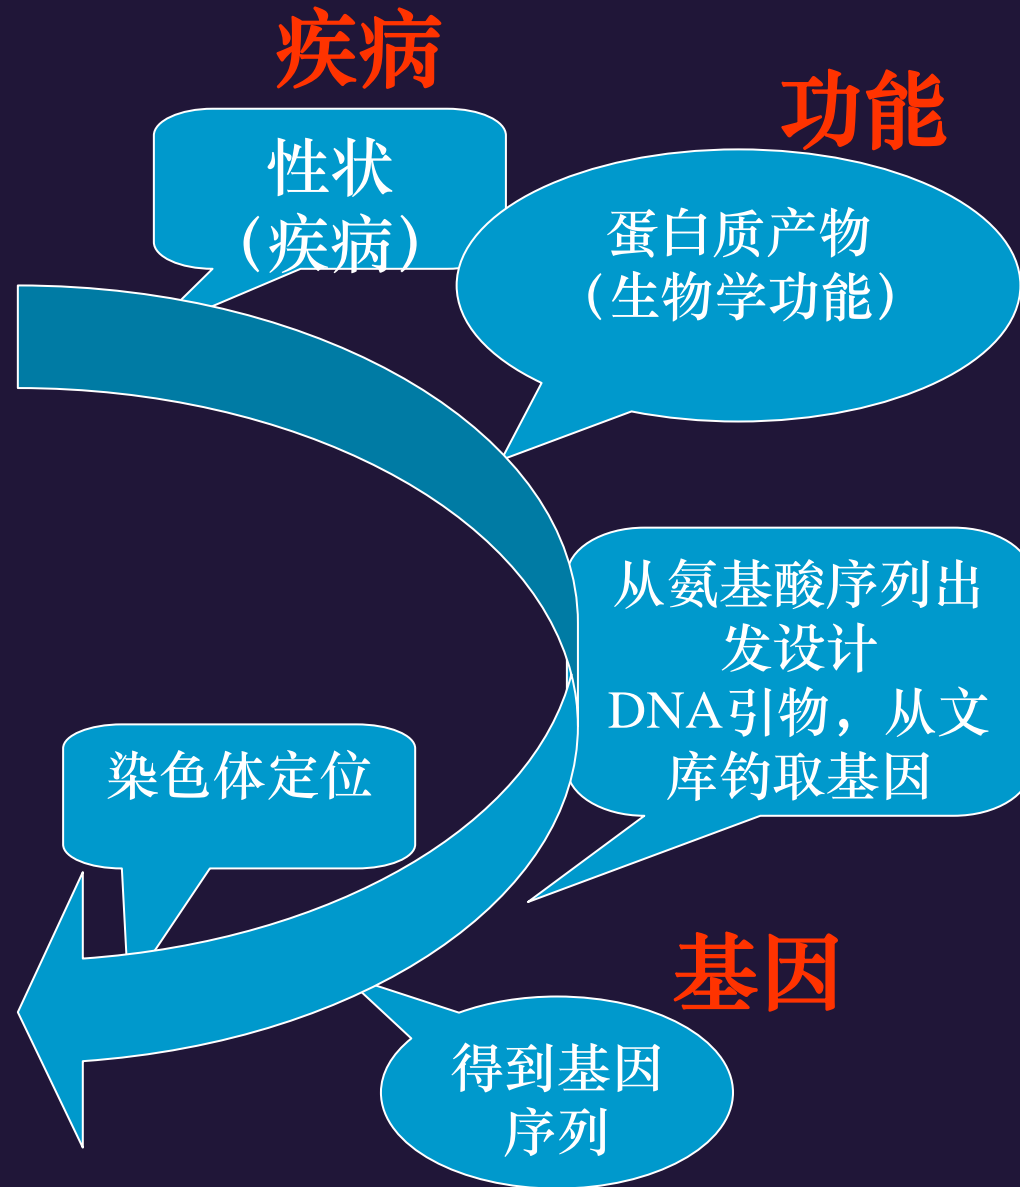 疾病
功能
性状
（疾病）
蛋白质产物
（生物学功能）
从氨基酸序列出
发设计
DNA引物，从文
库钓取基因
染色体定位
基因
得到基因
序列